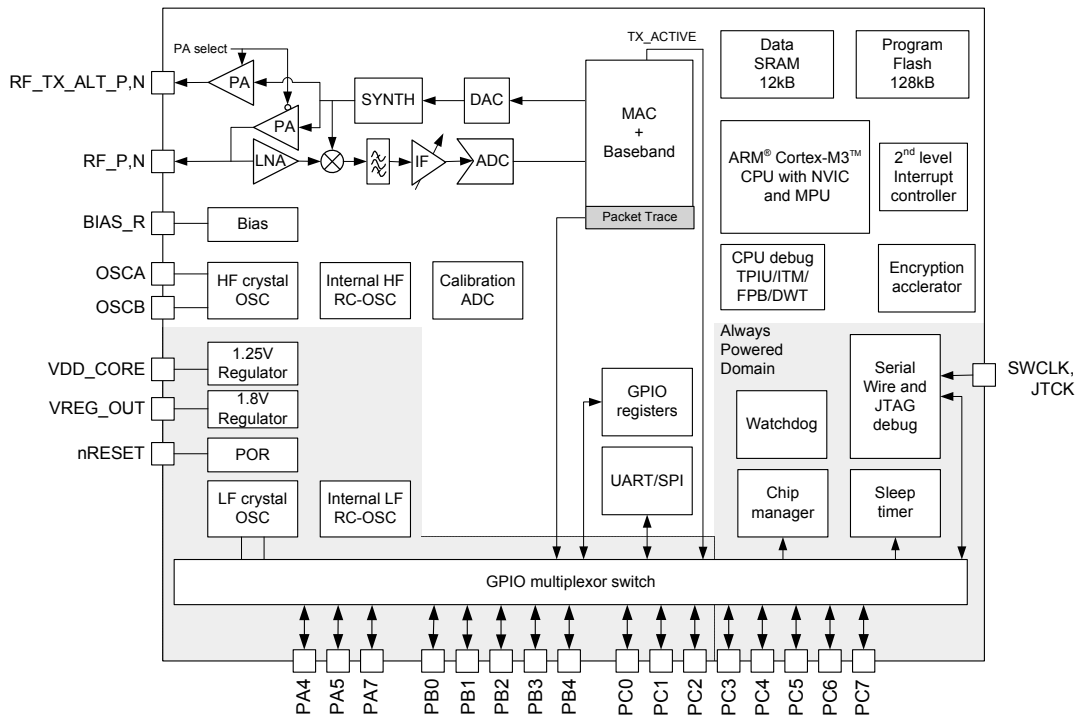 PA select
TX_ACTIVE
RF_TX_ALT_P,N
PA
SYNTH
DAC
MAC
+
Baseband
Data
SRAM
12kB
Program
Flash
128kB
PA
RF_P,N
LNA
IF
ADC
ARM® Cortex-M3™
CPU with NVIC
and MPU
2nd level
Interrupt
controller
Packet Trace
BIAS_R
Bias
OSCA
OSCB
HF crystal
OSC
Internal HF
RC-OSC
Calibration
ADC
CPU debug
TPIU/ITM/
FPB/DWT
Encryption
acclerator
Always
Powered
Domain
VDD_CORE
1.25V
Regulator
VREG_OUT
1.8V
Regulator
nRESET
POR
GPIO
registers
Watchdog
Serial
Wire and
JTAG
debug
SWCLK,
JTCK
LF crystal
OSC
Internal LF
RC-OSC
UART/SPI
Chip
manager
Sleep
timer
GPIO multiplexor switch
PA4
PA5
PA7
PB0
PB1
PB2
PB3
PB4
PC0
PC1
PC2
PC3
PC4
PC5
PC6
PC7